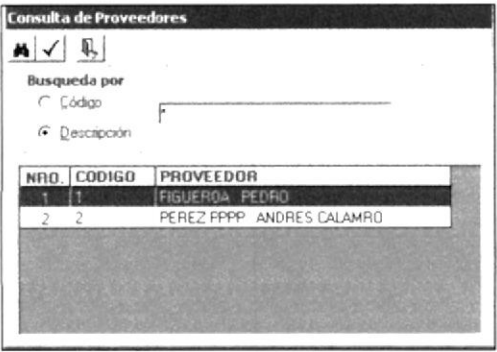 Consulta de Proveedores
Busqueda por
Código
Descripción
NRO. CODIGO PROVEEDOR
1 1 FIGUEROA PEDRO
2 2 PEREZ PPPP ANDRES CALAMRO